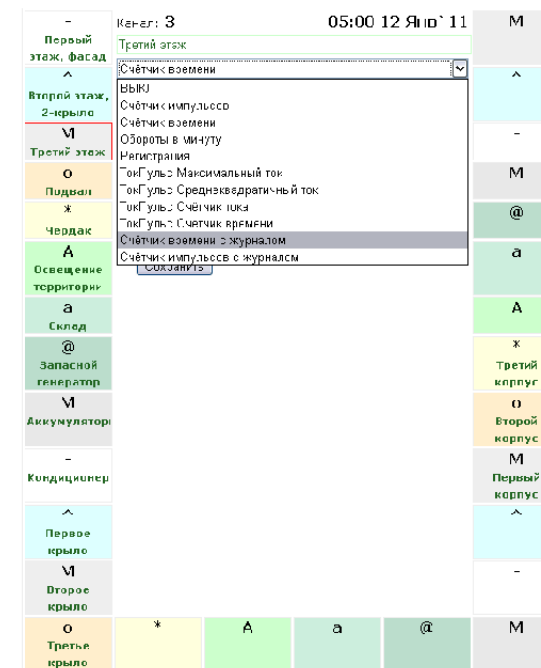 -
Первый
этаж, фасад
^
Второй этаж,
2-крыло
М
Третий этаж
о
Подвал
*
Чердак
А
Освещение
территории
а
Склад
@
Запасной
генератор
М
Аккумулятор
-
Кондиционер
^
Первое
крыло
М
Второе
крыло
о
Третье
крыло
Канал: 3 05:00 12 Янв`11
Третий этаж
Счётчик времени
ВЫКЛ
Счётчик импульсов
Счётчик времени
Обороты в минуту
Регистрация
ТокПульс Максимальный ток
ТокПульс Среднеквадратичный ток
ТокПульс Счётчик тока
ТокПульс Счетчик времени
Счётчик времени с журналом
Счётчик импульсов с журналом
Сохранить
* А а @ М
М
^
-
М
@
а
А
*
Третий
корпус
о
Второй
корпус
М
Первый
корпус
^
-